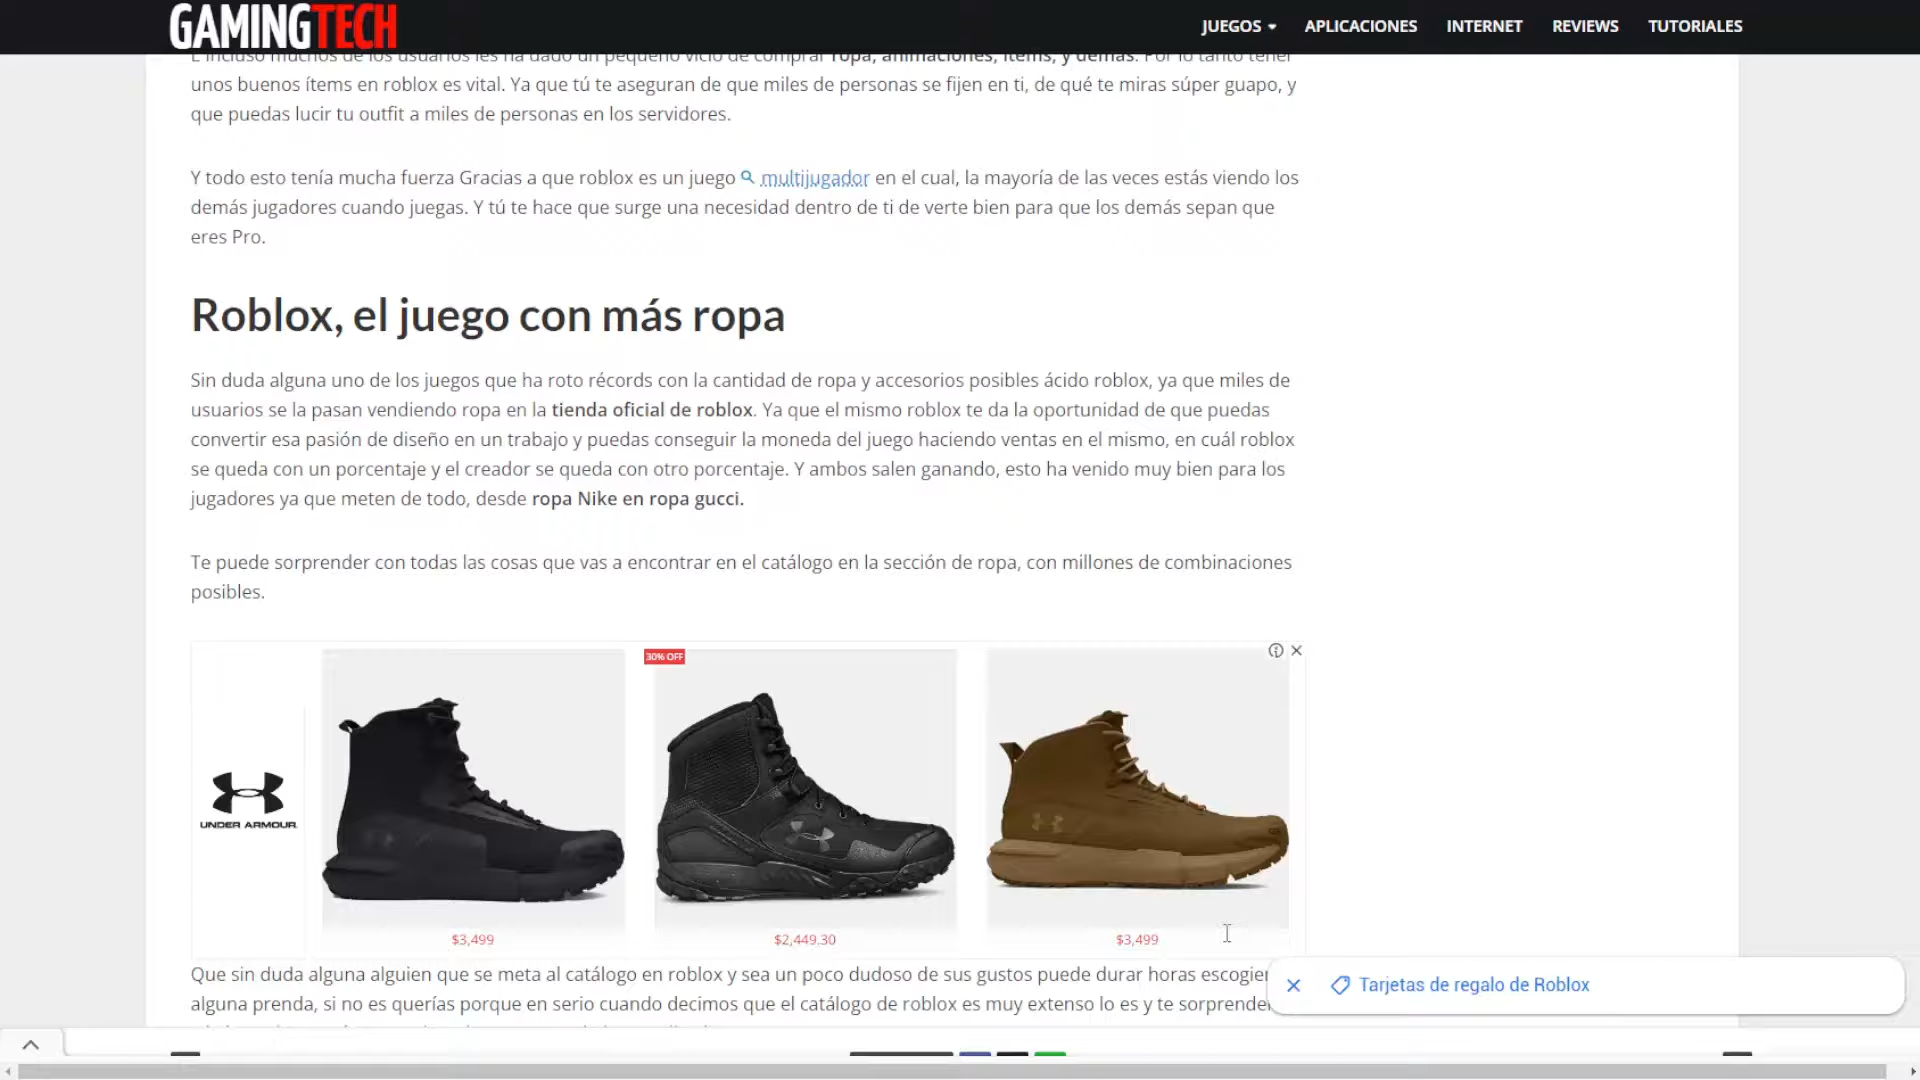 GAMINGTECH
JUEGOS
APLICACIONES
INTERNET
REVIEWS
TUTORIALES
E incluso muchos de los usuarios les ha dado un pequeño vicio de comprar ropa, animaciones, ítems, y demás. Por lo tanto tener
unos buenos ítems en roblox es vital. Ya que tú te aseguran de que miles de personas se fijen en ti, de qué te miras súper guapo, y
que puedas lucir tu outfit a miles de personas en los servidores.
Y todo esto tenía mucha fuerza Gracias a que roblox es un juego multijugador en el cual, la mayoría de las veces estás viendo los
demás jugadores cuando juegas. Y tú te hace que surge una necesidad dentro de ti de verte bien para que los demás sepan que
eres Pro.
Roblox, el juego con más ropa
Sin duda alguna uno de los juegos que ha roto récords con la cantidad de ropa y accesorios posibles ácido roblox, ya que miles de
usuarios se la pasan vendiendo ropa en la tienda oficial de roblox. Ya que el mismo roblox te da la oportunidad de que puedas
convertir esa pasión de diseño en un trabajo y puedas conseguir la moneda del juego haciendo ventas en el mismo, en cuál roblox
se queda con un porcentaje y el creador se queda con otro porcentaje. Y ambos salen ganando, esto ha venido muy bien para los
jugadores ya que meten de todo, desde ropa Nike en ropa gucci.
Te puede sorprender con todas las cosas que vas a encontrar en el catálogo en la sección de ropa, con millones de combinaciones
posibles.
30% OFF
UNDER ARMOUR.
$3,499
$2,449.30
$3,499
Que sin duda alguna alguien que se meta al catálogo en roblox y sea un poco dudoso de sus gustos puede durar horas escogien
alguna prenda, si no es querías porque en serio cuando decimos que el catálogo de roblox es muy extenso lo es y te sorprender
Tarjetas de regalo de Roblox